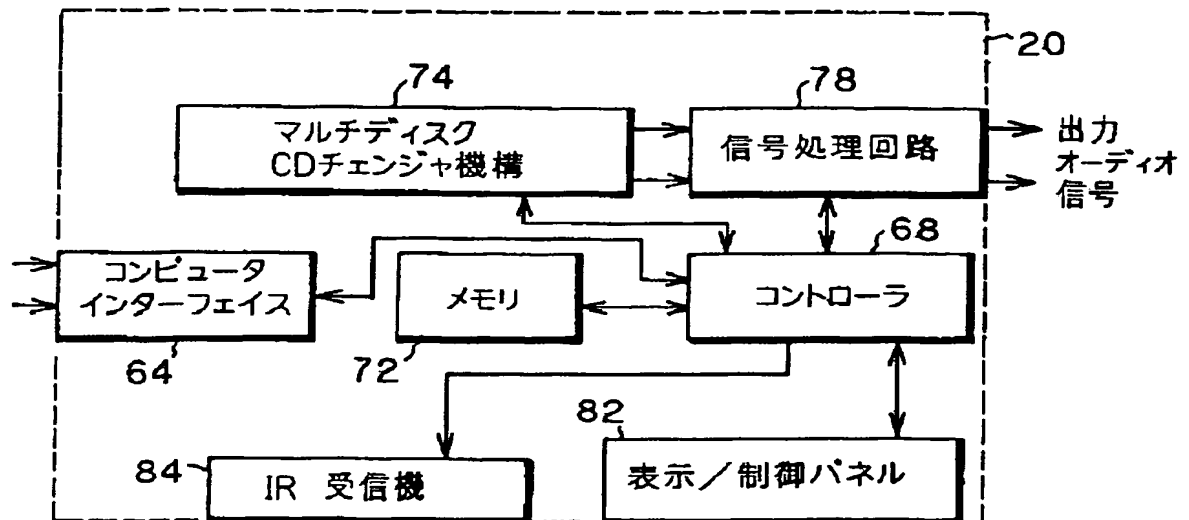 20
74
マルチディスク
CDチェンジャ機構
78
信号処理回路
出力
オーディオ
信号
コンピュータ
インターフェイス
64
メモリ
72
68
コントローラ
84
IR 受信機
82
表示/制御パネル